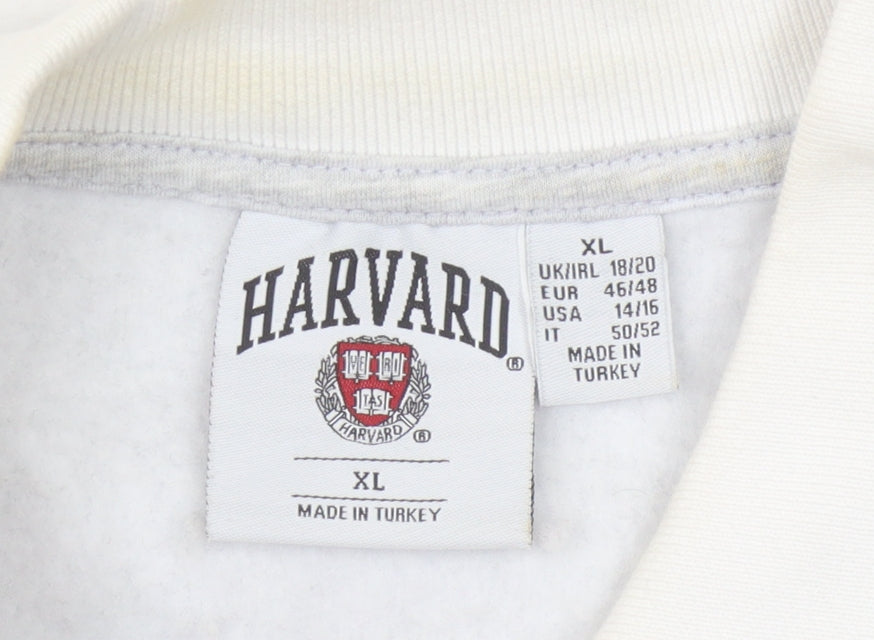 HARVARD®
VE RI
TAS
HARVARD ®
XL
MADE IN TURKEY
XL
UK/IRL 18/20
EUR 46/48
USA 14/16
IT 50/52
MADE IN
TURKEY